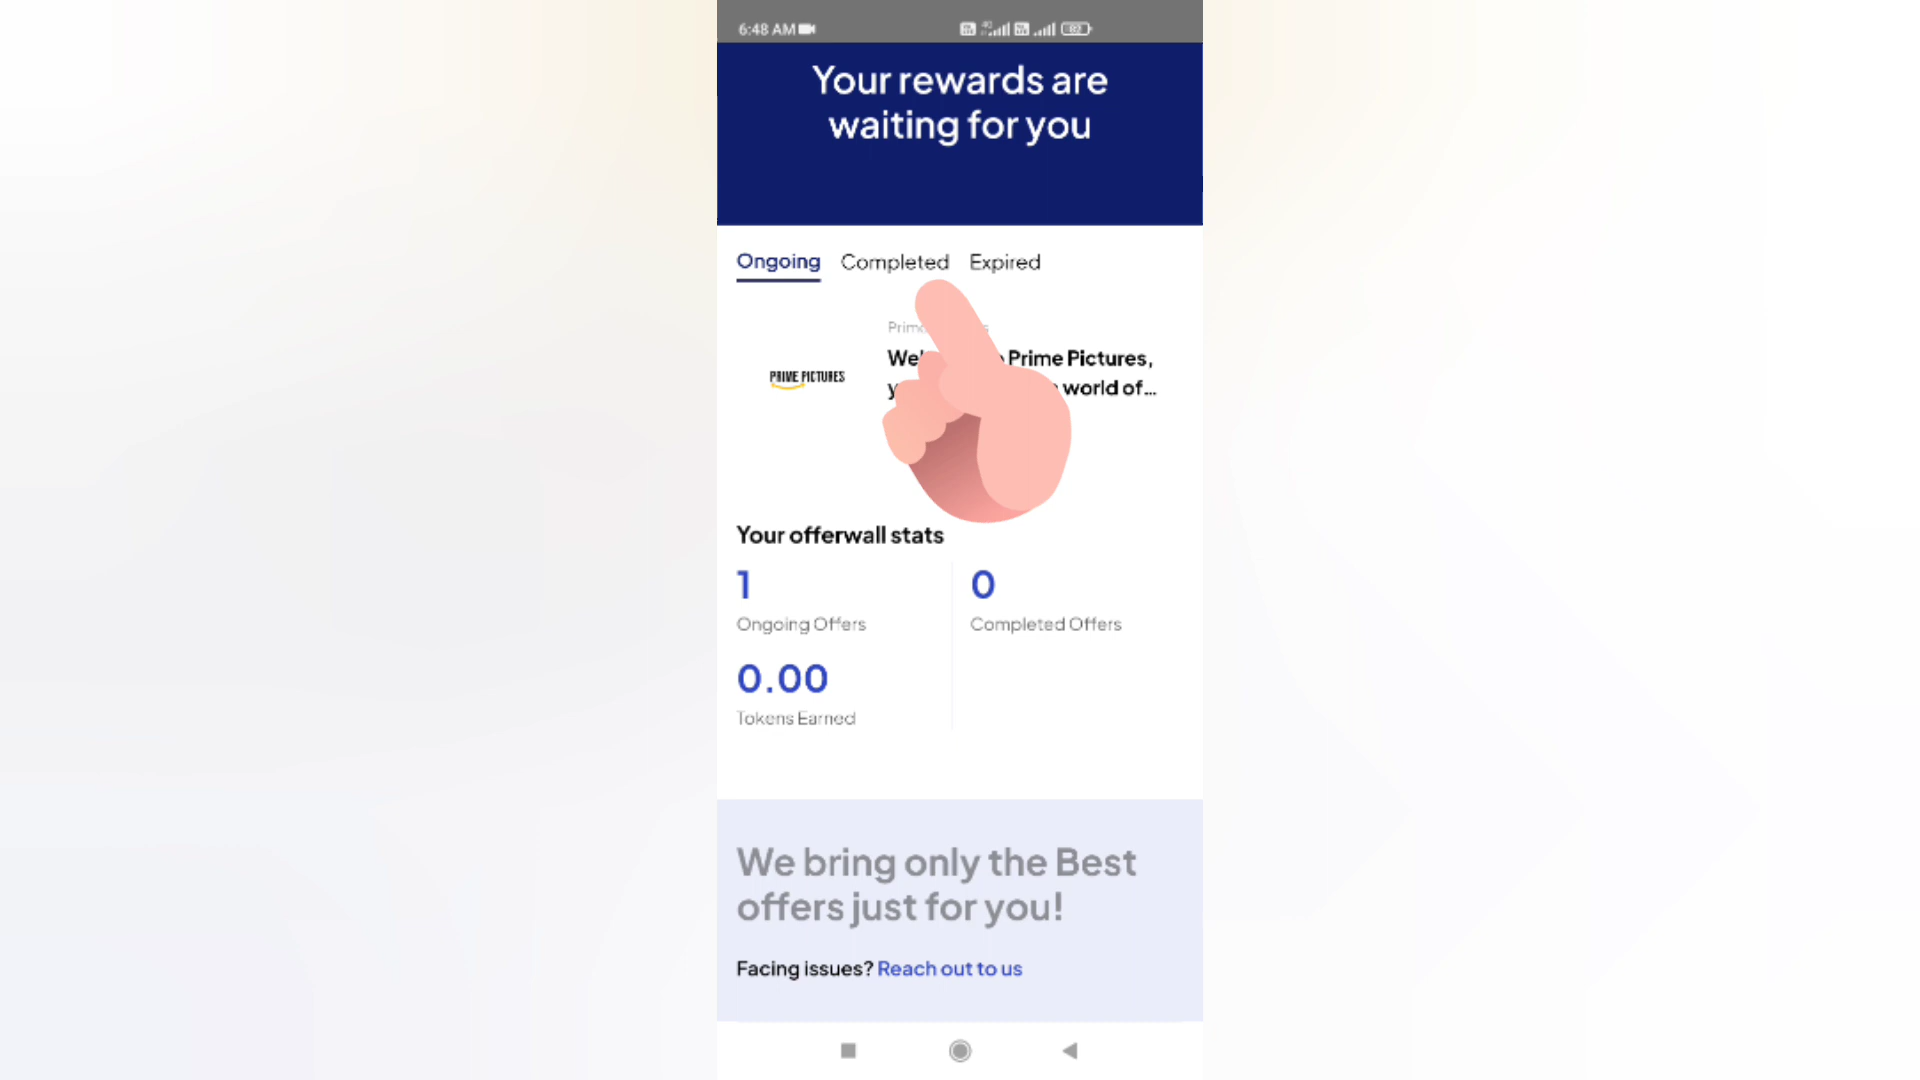 6:48 AM
Your rewards are
waiting for you
Ongoing Completed Expired
PRIME PICTURES
Prime Pictures,
world of...
Your offerwall stats
1
Ongoing Offers
0
Completed Offers
0.00
Tokens Earned
We bring only the Best
offers just for you!
Facing issues? Reach out to us